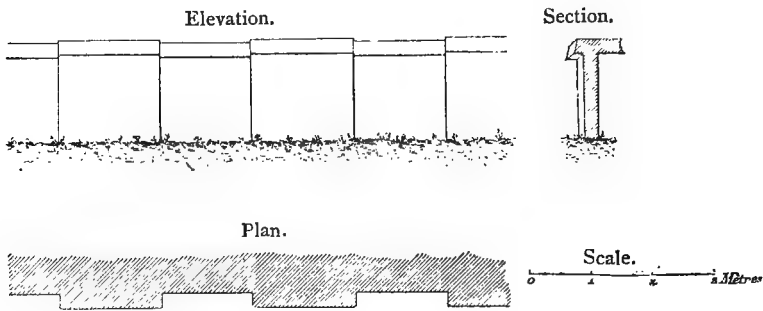 Elevation.
Section.
Plan.
Scale.
0 1 2 3 Metres